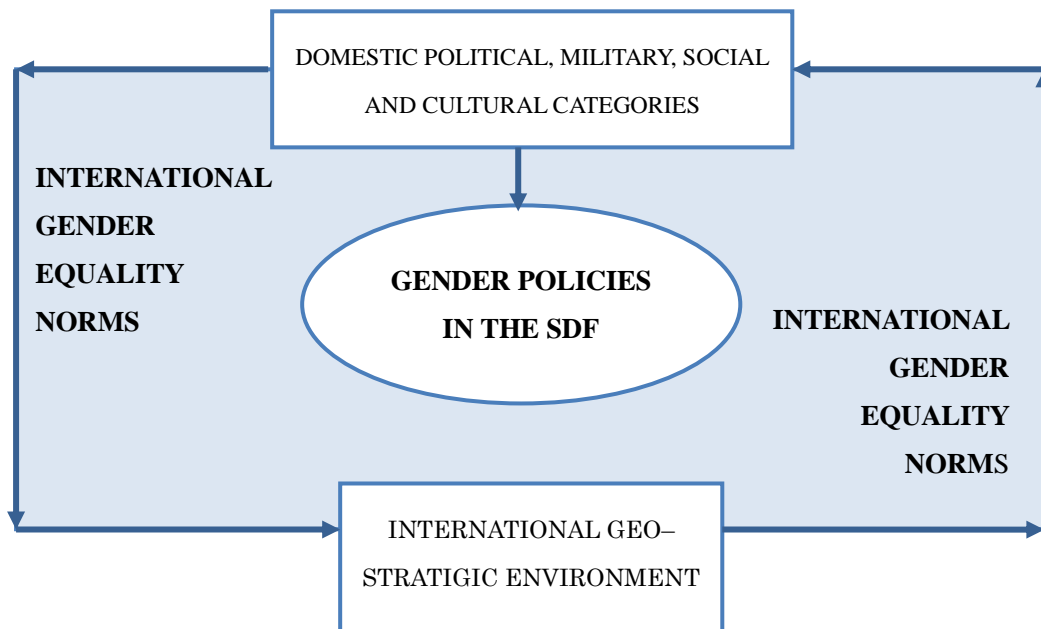 DOMESTIC POLITICAL, MILITARY, SOCIAL
AND CULTURAL CATEGORIES
INTERNATIONAL
GENDER
EQUALITY
NORMS
GENDER POLICIES
IN THE SDF
INTERNATIONAL
GENDER
EQUALITY
NORMS
INTERNATIONAL GEO–
STRATIGIC ENVIRONMENT